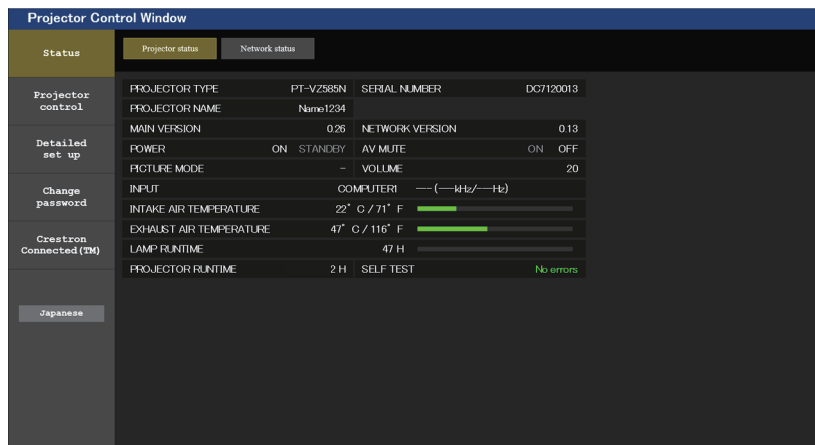 Projector Control Window
Status
Projector status
Network status
Projector
control
Detailed
set up
Change
password
Crestron
Connected(TM)
Japanese
PROJECTOR TYPE PT-VZ585N SERIAL NUMBER DC7120013
PROJECTOR NAME Name1234
MAIN VERSION 0.26 NETWORK VERSION 0.13
POWER ON STANDBY AV MUTE ON OFF
PICTURE MODE – VOLUME 20
INPUT COMPUTER1 ---(---kHz/---Hz)
INTAKE AIR TEMPERATURE 22° C / 71° F
EXHAUST AIR TEMPERATURE 47° C / 116° F
LAMP RUNTIME 47 H
PROJECTOR RUNTIME 2 H SELF TEST No errors